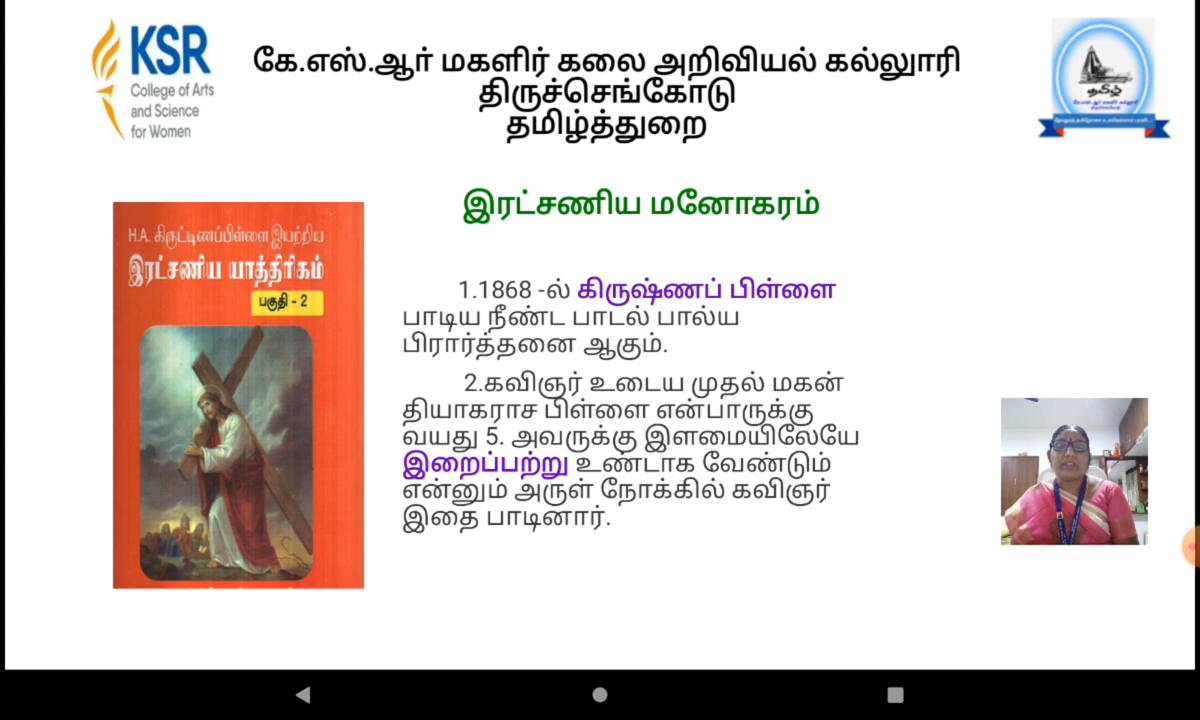 KSR
College of Arts
and Science
for Women
கே.எஸ்.ஆர் மகளிர் கலை அறிவியல் கல்லூரி
திருச்செங்கோடு
தமிழ்த்துறை
தமிழ்
இரட்சணிய மனோகரம்
H.A. கிருட்டிணப்பிள்ளை இயற்றிய
இரட்சணிய யாத்திரிகம்
பகுதி - 2
1.1868 -ல் கிருஷ்ணப் பிள்ளை
பாடிய நீண்ட பாடல் பால்ய
பிரார்த்தனை ஆகும்.
2.கவிஞர் உடைய முதல் மகன்
தியாகராச பிள்ளை என்பாருக்கு
வயது 5. அவருக்கு இளமையிலேயே
இறைப்பற்று உண்டாக வேண்டும்
என்னும் அருள் நோக்கில் கவிஞர்
இதை பாடினார்.